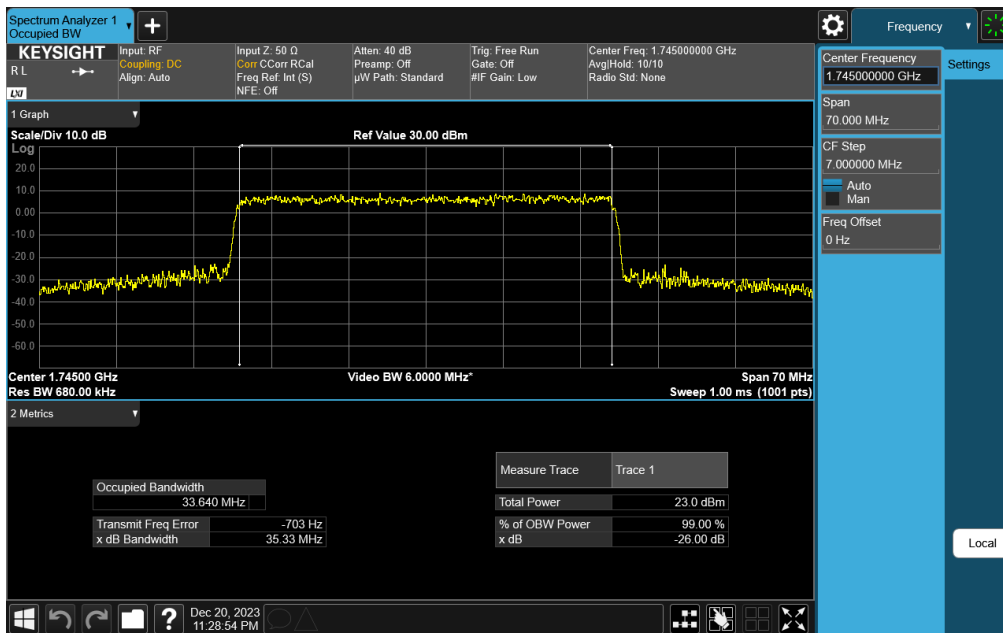 Spectrum Analyzer 1
Occupied BW
+
Frequency
KEYSIGHT
R L
LXI
Input: RF
Coupling: DC
Align: Auto
Input Z: 50 Ω
Corr CCorr RCal
Freq Ref: Int (S)
NFE: Off
Atten: 40 dB
Preamp: Off
µW Path: Standard
Trig: Free Run
Gate: Off
#IF Gain: Low
Center Freq: 1.745000000 GHz
Avg|Hold: 10/10
Radio Std: None
Center Frequency
1.745000000 GHz
Settings
Span
70.000 MHz
CF Step
7.000000 MHz
Auto
Man
Freq Offset
0 Hz
Local
1 Graph
Scale/Div 10.0 dB
Ref Value 30.00 dBm
Log
20.0
10.0
0.00
-10.0
-20.0
-30.0
-40.0
-50.0
-60.0
Center 1.74500 GHz
Video BW 6.0000 MHz*
Span 70 MHz
Res BW 680.00 kHz
Sweep 1.00 ms (1001 pts)
2 Metrics
Measure Trace
Trace 1
Occupied Bandwidth
33.640 MHz
Total Power
23.0 dBm
Transmit Freq Error
-703 Hz
% of OBW Power
99.00 %
x dB Bandwidth
35.33 MHz
x dB
-26.00 dB
?
Dec 20, 2023
11:28:54 PM